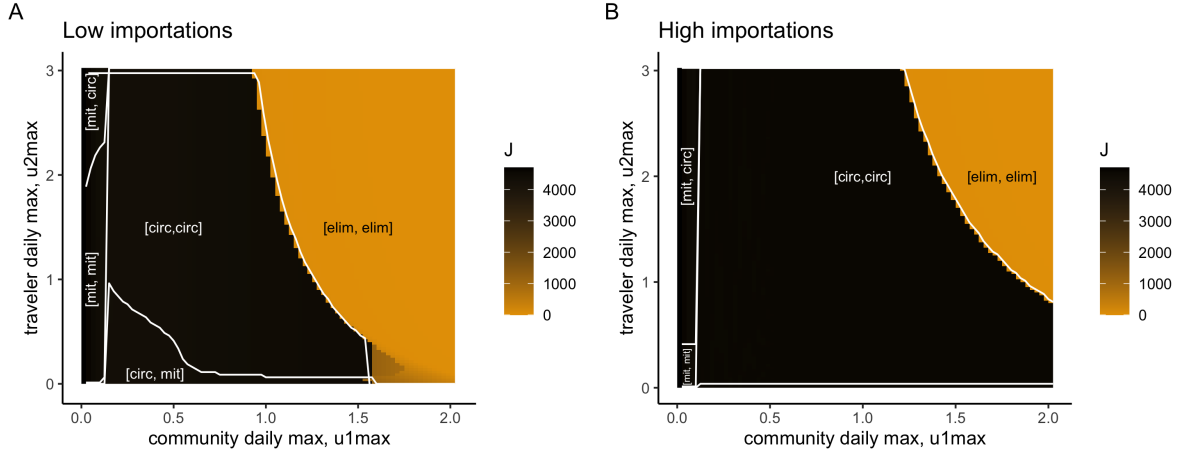 A
Low importations
3
2
1
0
0.0
0.5
1.0
1.5
2.0
traveler daily max, u2max
community daily max, u1max
[mit, circ]
[mit, mit]
[circ,circ]
[circ, mit]
[elim, elim]
J
4000
3000
2000
1000
0
B
High importations
3
2
1
0
0.0
0.5
1.0
1.5
2.0
traveler daily max, u2max
community daily max, u1max
[mit, circ]
[mit, mit]
[circ,circ]
[elim, elim]
J
4000
3000
2000
1000
0